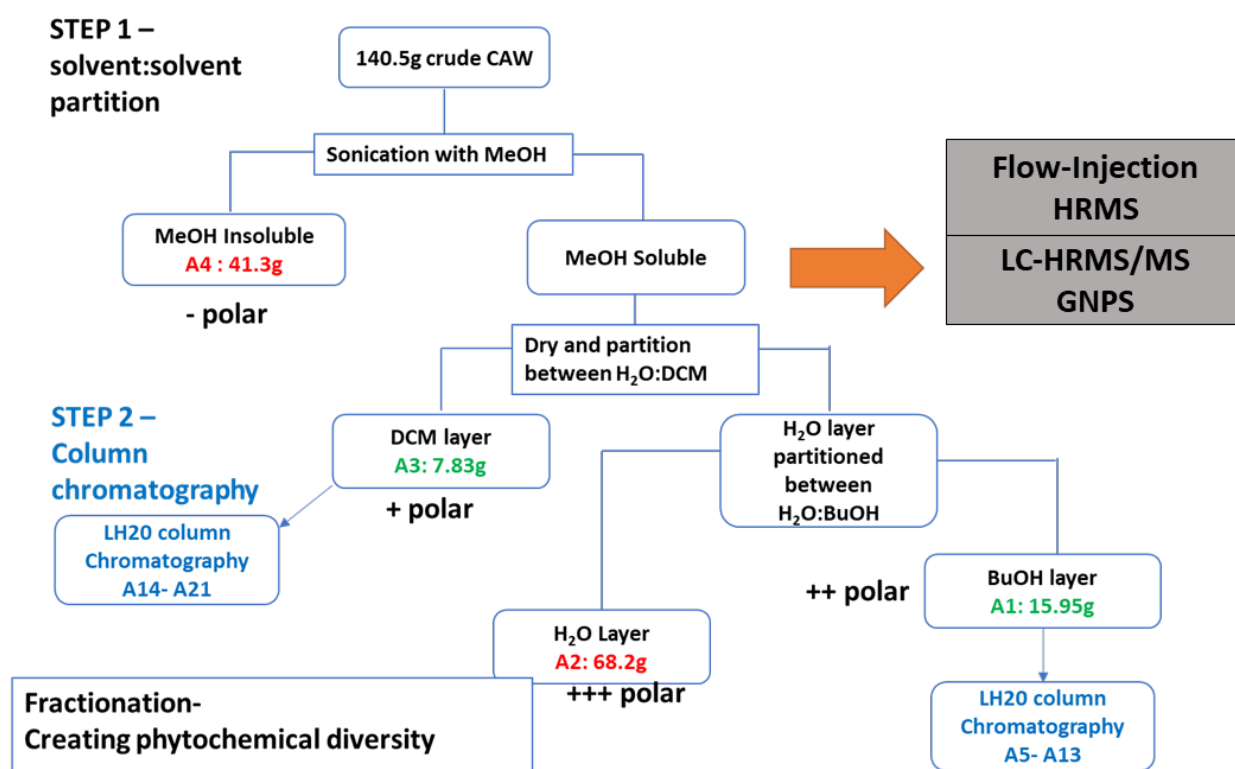 STEP 1 –
solvent:solvent
partition
140.5g crude CAW
Sonication with MeOH
MeOH Insoluble
A4 : 41.3g
- polar
MeOH Soluble
Flow-Injection
HRMS
LC-HRMS/MS
GNPS
Dry and partition
between H₂O:DCM
STEP 2 –
Column
chromatography
DCM layer
A3: 7.83g
+ polar
H₂O layer
partitioned
between
H₂O:BuOH
LH20 column
Chromatography
A14- A21
++ polar
BuOH layer
A1: 15.95g
H₂O Layer
A2: 68.2g
+++ polar
LH20 column
Chromatography
A5- A13
Fractionation-
Creating phytochemical diversity